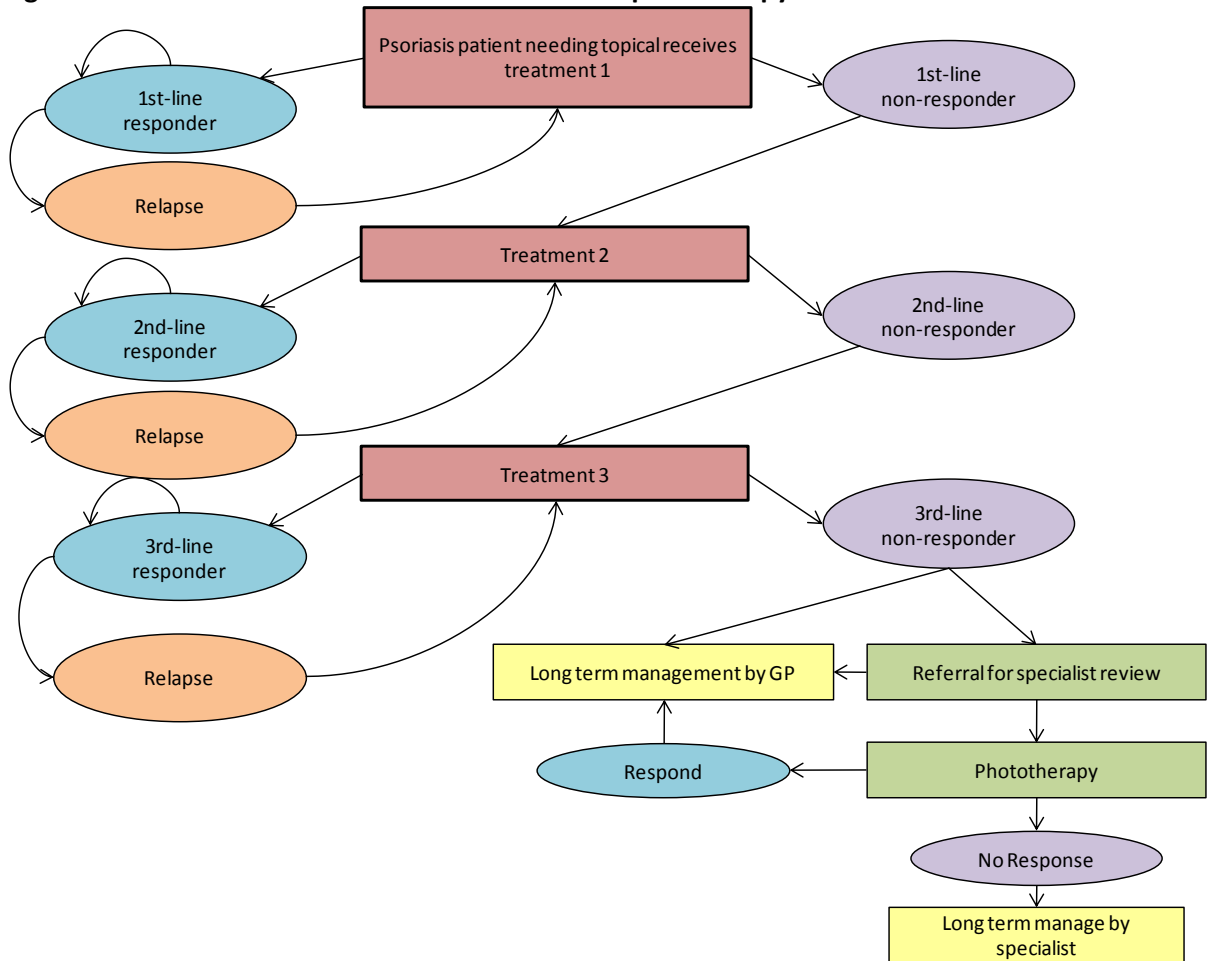 Psoriasis patient needing topical receives
treatment 1
1st-line
responder
1st-line
non-responder
Relapse
Treatment 2
2nd-line
responder
2nd-line
non-responder
Relapse
Treatment 3
3rd-line
responder
3rd-line
non-responder
Relapse
Long term management by GP
Referral for specialist review
Respond
Phototherapy
No Response
Long term manage by
specialist